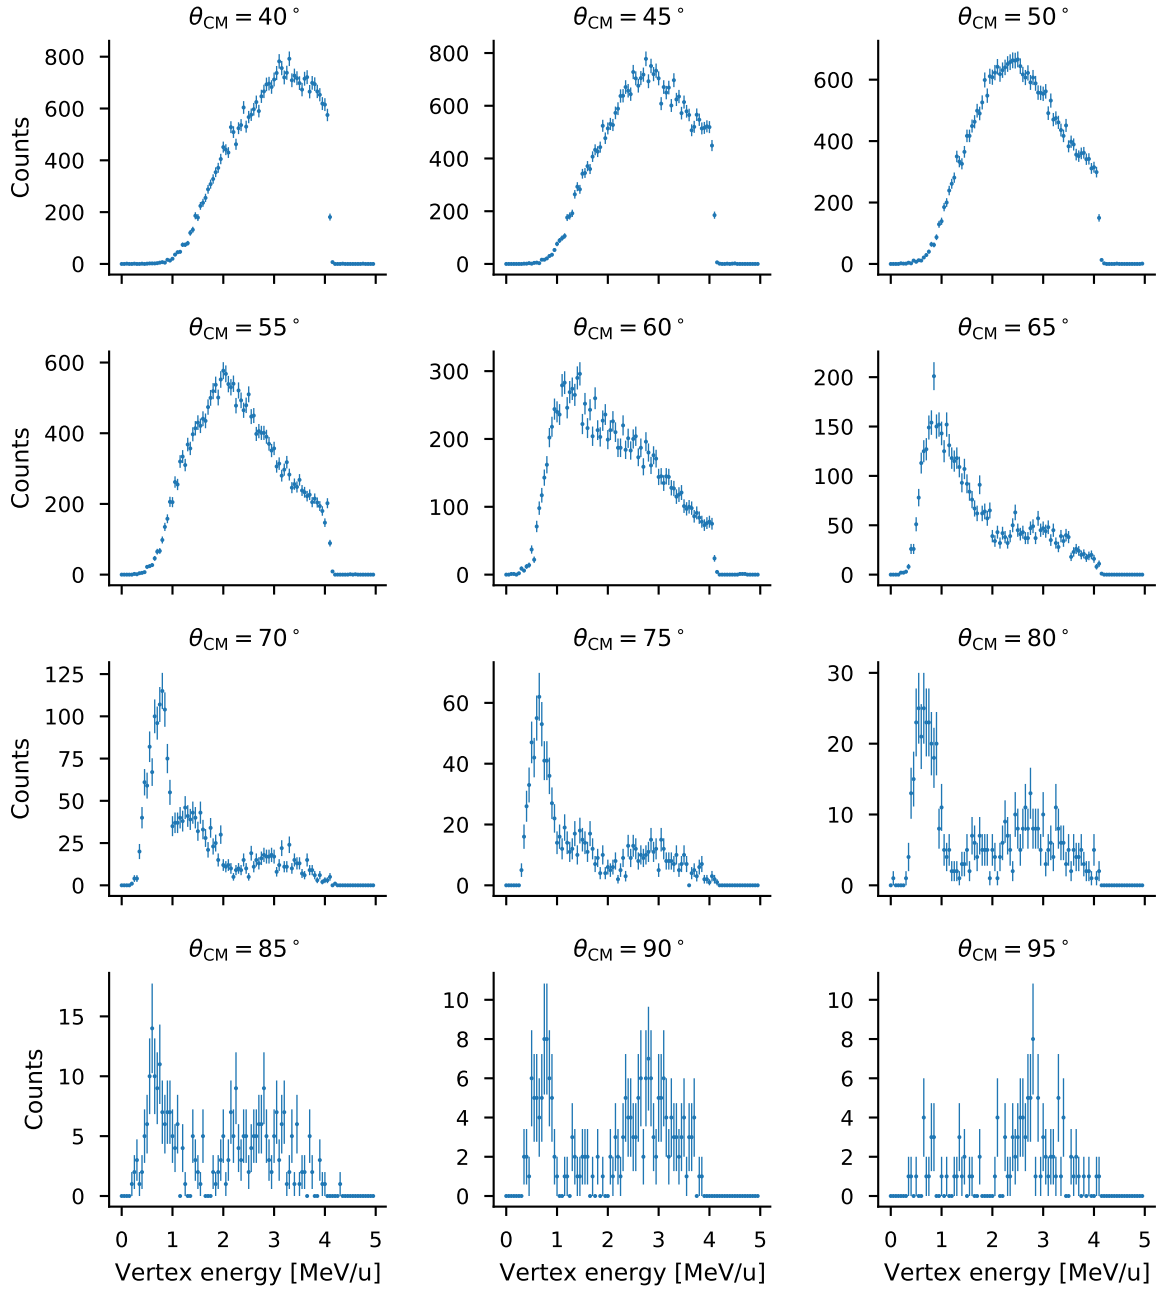 θCM = 40° θCM = 45° θCM = 50°
800 800
600 600 600
400 400 400
200 200 200
0 0 0
Counts
θCM = 55° θCM = 60° θCM = 65°
600 300 200
400 200 150
200 100 100
50
0 0 0
Counts
θCM = 70° θCM = 75° θCM = 80°
125 60 30
100 40 20
75 20 10
50
25
0 0 0
Counts
θCM = 85° θCM = 90° θCM = 95°
15 10 10
10 8 8
5 6 6
4 4
2 2
0 0 0
Counts
0 1 2 3 4 5 0 1 2 3 4 5 0 1 2 3 4 5
Vertex energy [MeV/u] Vertex energy [MeV/u] Vertex energy [MeV/u]